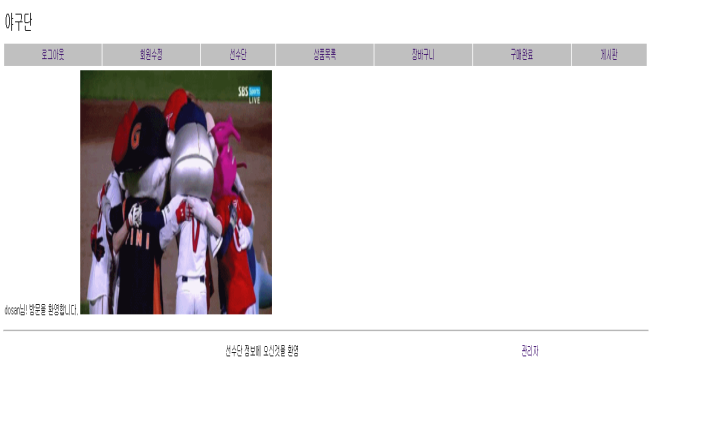 야구단
로그아웃 회원수정 선수단 상품목록 장바구니 구매완료 게시판
SBS Sports
LIVE
G
INI
dosan님! 방문을 환영합니다.
선수단 정보에 오신것을 환영 관리자